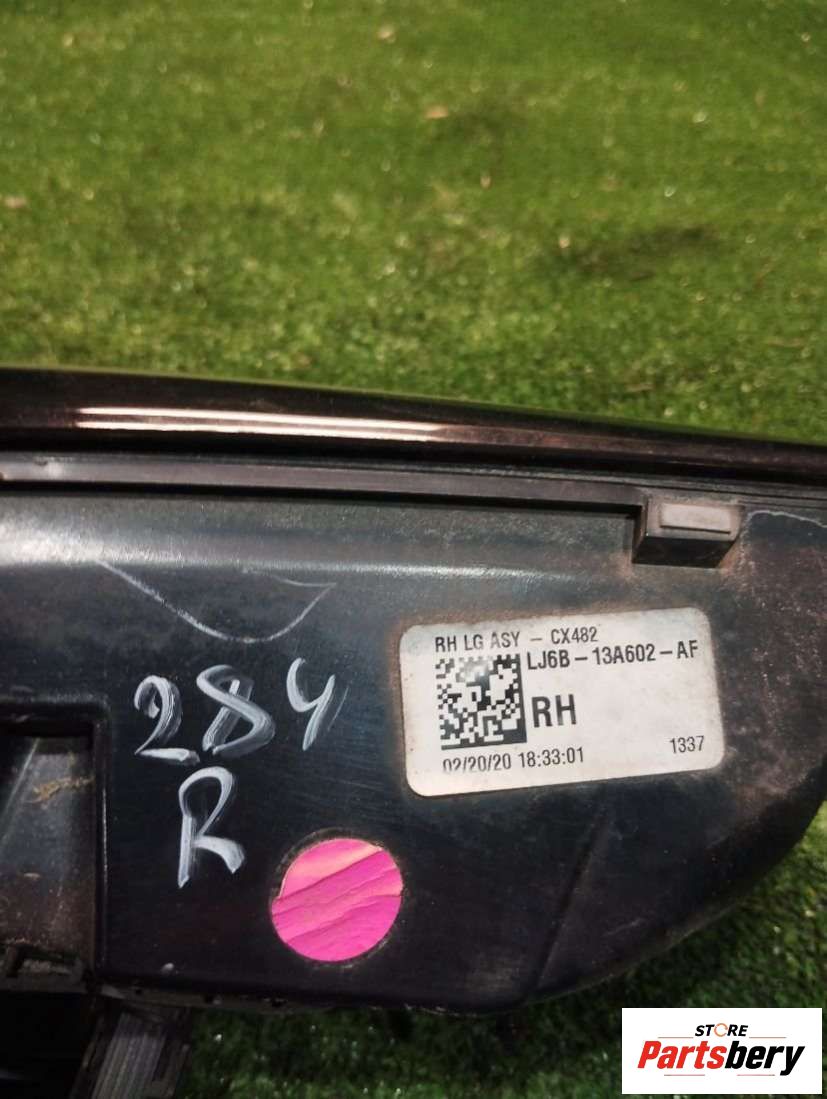 RH LG ASY - CX482
LJ6B-13A602-AF
RH
02/20/20 18:33:01 1337
284
R
STORE
Partsbery